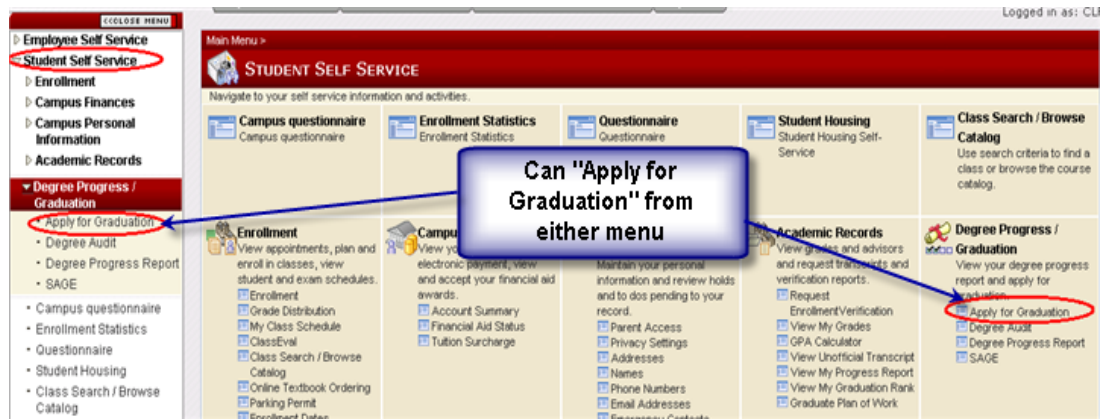 Logged in as: CLF
CLOSE MENU
Employee Self Service
Student Self Service
Enrollment
Campus Finances
Campus Personal
Information
Academic Records
Degree Progress /
Graduation
Apply for Graduation
Degree Audit
Degree Progress Report
SAGE
Campus questionnaire
Enrollment Statistics
Questionnaire
Student Housing
Class Search / Browse
Catalog
Main Menu >
STUDENT SELF SERVICE
Navigate to your self service information and activities.
Campus questionnaire
Campus questionnaire
Enrollment Statistics
Enrollment Statistics
Questionnaire
Questionnaire
Student Housing
Student Housing Self-
Service
Class Search / Browse
Catalog
Use search criteria to find a
class or browse the course
catalog.
Can "Apply for
Graduation" from
either menu
Enrollment
View appointments, plan and
enroll in classes, view
student and exam schedules.
Enrollment
Grade Distribution
My Class Schedule
ClassEval
Class Search / Browse
Catalog
Online Textbook Ordering
Parking Permit
Enrollment Dates
View
electronic payment, view
and accept your financial aid
awards.
Account Summary
Financial Aid Status
Tuition Surcharge
Maintain your personal
information and review holds
and to dos pending to your
record.
Parent Access
Privacy Settings
Addresses
Names
Phone Numbers
Email Addresses
Emergency Contacts
Academic Records
View grades and advisors
and request transcripts and
verification reports.
Request
EnrollmentVerification
View My Grades
GPA Calculator
View Unofficial Transcript
View My Progress Report
View My Graduation Rank
Graduate Plan of Work
Degree Progress /
Graduation
View your degree progress
report and apply for
graduation.
Apply for Graduation
Degree Audit
Degree Progress Report
SAGE